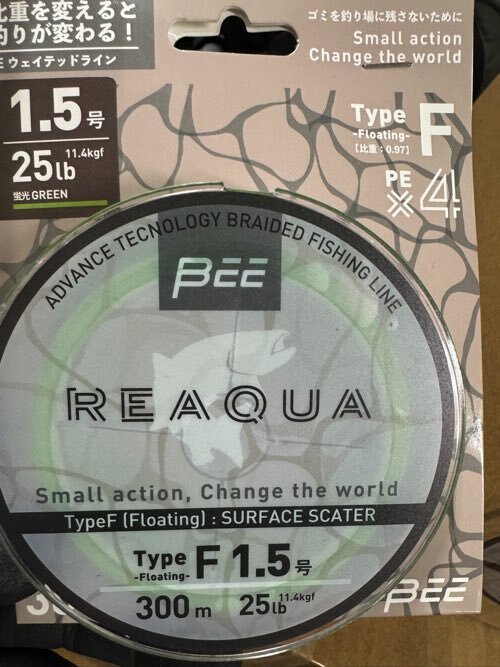 比重を変えると
釣りが変わる!
ウェイテッドライン
ゴミを釣り場に残さないために
Small action
Change the world
1.5号
25lb 11.4kgf
蛍光GREEN
Type F
-Floating-
【比重:0.97】
PE ×4
ADVANCE TECNOLOGY BRAIDED FISHING LINE
BEE
REAQUA
Small action, Change the world
TypeF (Floating) : SURFACE SCATER
Type F 1.5号
-Floating-
300m 25lb 11.4kgf
BEE